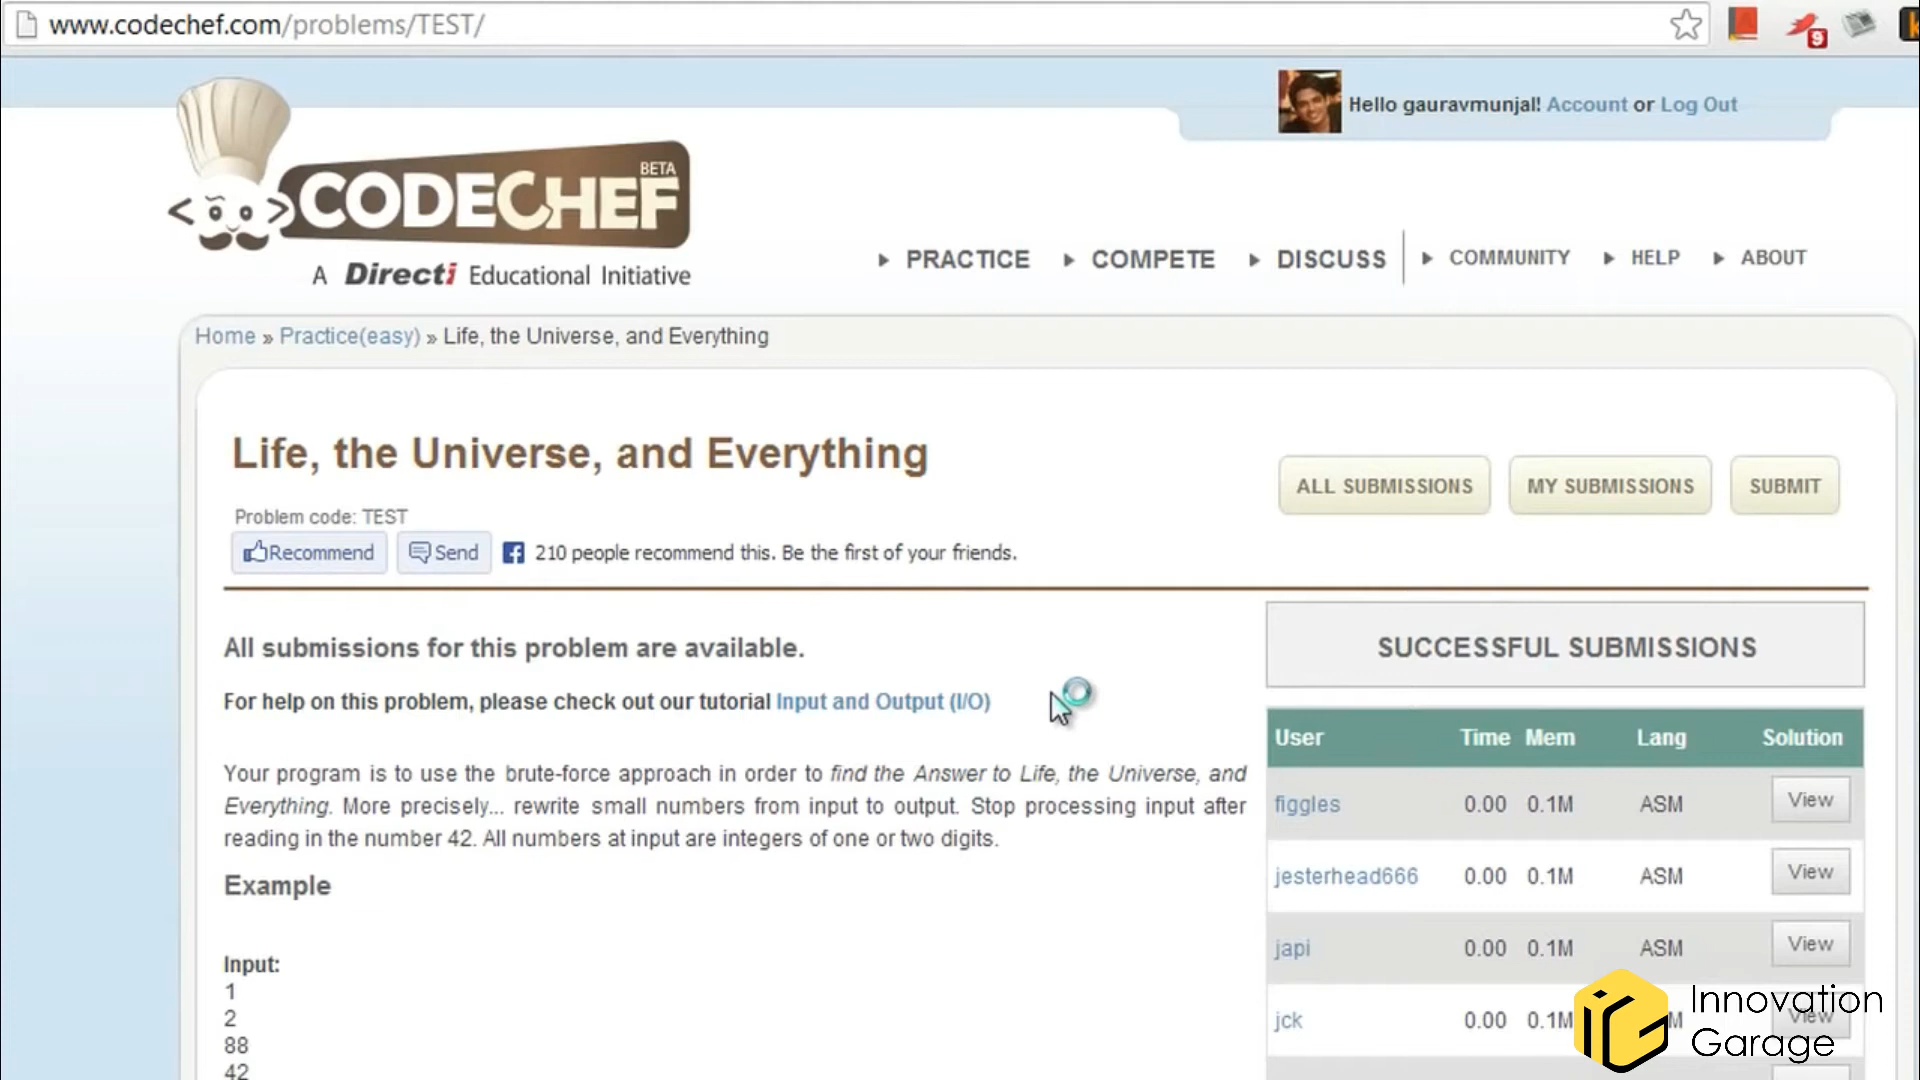 www.codechef.com/problems/TEST/
9
Hello gauravmunjal! Account or Log Out
BETA
<CODECHEF
A Directi Educational Initiative
PRACTICE COMPETE DISCUSS COMMUNITY HELP ABOUT
Home » Practice(easy) » Life, the Universe, and Everything
Life, the Universe, and Everything
ALL SUBMISSIONS MY SUBMISSIONS SUBMIT
Problem code: TEST
Recommend Send 210 people recommend this. Be the first of your friends.
All submissions for this problem are available.
For help on this problem, please check out our tutorial Input and Output (I/O)
Your program is to use the brute-force approach in order to find the Answer to Life, the Universe, and
Everything. More precisely... rewrite small numbers from input to output. Stop processing input after
reading in the number 42. All numbers at input are integers of one or two digits.
Example
Input:
1
2
88
42
SUCCESSFUL SUBMISSIONS
User Time Mem Lang Solution
figgles 0.00 0.1M ASM View
jesterhead666 0.00 0.1M ASM View
japi 0.00 0.1M ASM View
jck 0.00 0.1M View
Innovation
Garage